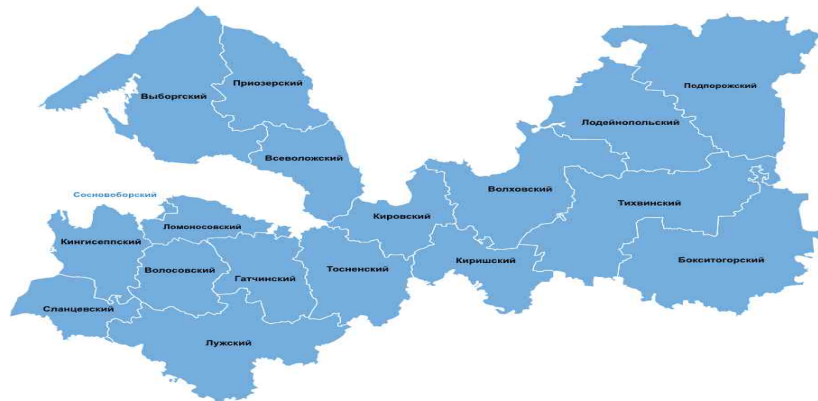 Приозерский
Подпорожский
Выборгский
Лодейнопольский
Всеволожский
Волховский
Сосновоборский
Тихвинский
Кировский
Ломоносовский
Кингисеппский
Киришский
Бокситогорский
Волосовский
Гатчинский
Тосненский
Сланцевский
Лужский